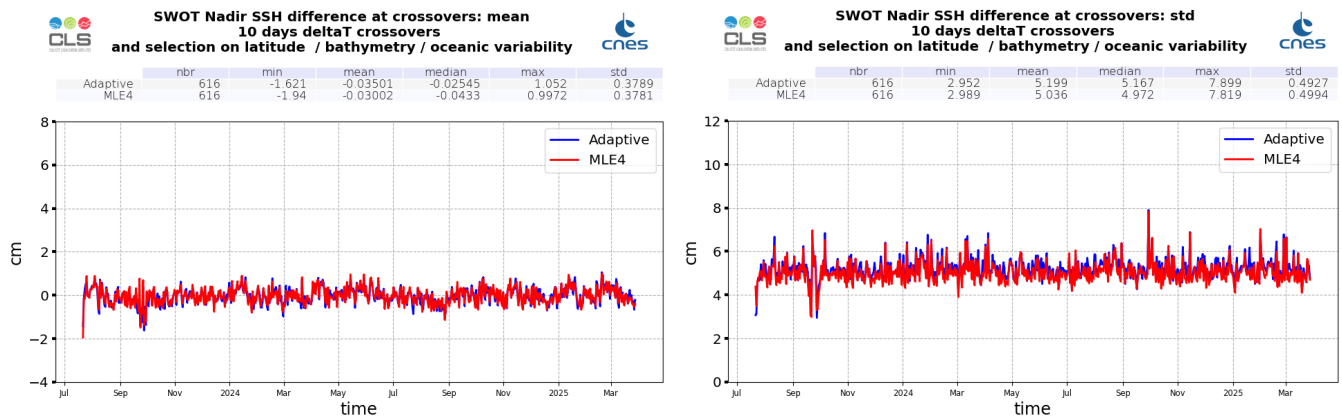 CLS
SWOT Nadir SSH difference at crossovers: mean
10 days deltaT crossovers
and selection on latitude / bathymetry / oceanic variability
cnes
nbr min mean median max std
Adaptive 616 -1.621 -0.03501 -0.02545 1.052 0.3789
MLE4 616 -1.94 -0.03002 -0.0433 0.9972 0.3781
8
6
4
2
0
−2
−4
cm
Adaptive
MLE4
Jul Sep Nov 2024 Mar May Jul Sep Nov 2025 Mar
time
CLS
SWOT Nadir SSH difference at crossovers: std
10 days deltaT crossovers
and selection on latitude / bathymetry / oceanic variability
cnes
nbr min mean median max std
Adaptive 616 2.952 5.199 5.167 7.899 0.4927
MLE4 616 2.989 5.036 4.972 7.819 0.4994
12
10
8
6
4
2
0
cm
Adaptive
MLE4
Jul Sep Nov 2024 Mar May Jul Sep Nov 2025 Mar
time